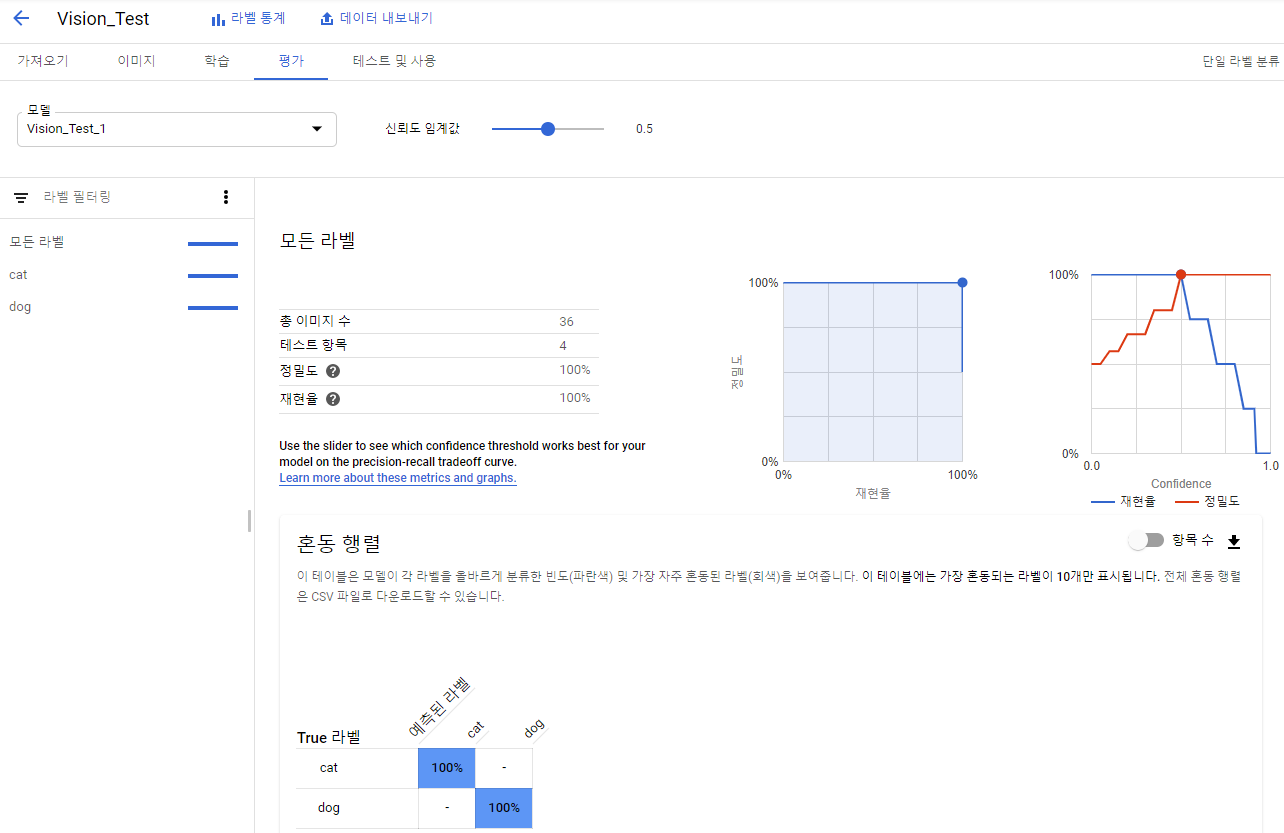 Vision_Test 라벨 통계 데이터 내보내기
가져오기 이미지 학습 평가 테스트 및 사용 단일 라벨 분류
모델
Vision_Test_1 신뢰도 임계값 0.5
라벨 필터링
모든 라벨
cat
dog
모든 라벨
총 이미지 수 36
테스트 항목 4
정밀도 ? 100%
재현율 ? 100%
Use the slider to see which confidence threshold works best for your
model on the precision-recall tradeoff curve.
Learn more about these metrics and graphs.
100%
정밀도
0%
0% 100%
재현율
100%
0%
0.0 1.0
Confidence
재현율 정밀도
혼동 행렬 항목 수
이 테이블은 모델이 각 라벨을 올바르게 분류한 빈도(파란색) 및 가장 자주 혼동된 라벨(회색)을 보여줍니다. 이 테이블에는 가장 혼동되는 라벨이 10개만 표시됩니다. 전체 혼동 행렬
은 CSV 파일로 다운로드할 수 있습니다.
예측된 라벨
True 라벨 cat dog
cat 100% -
dog - 100%